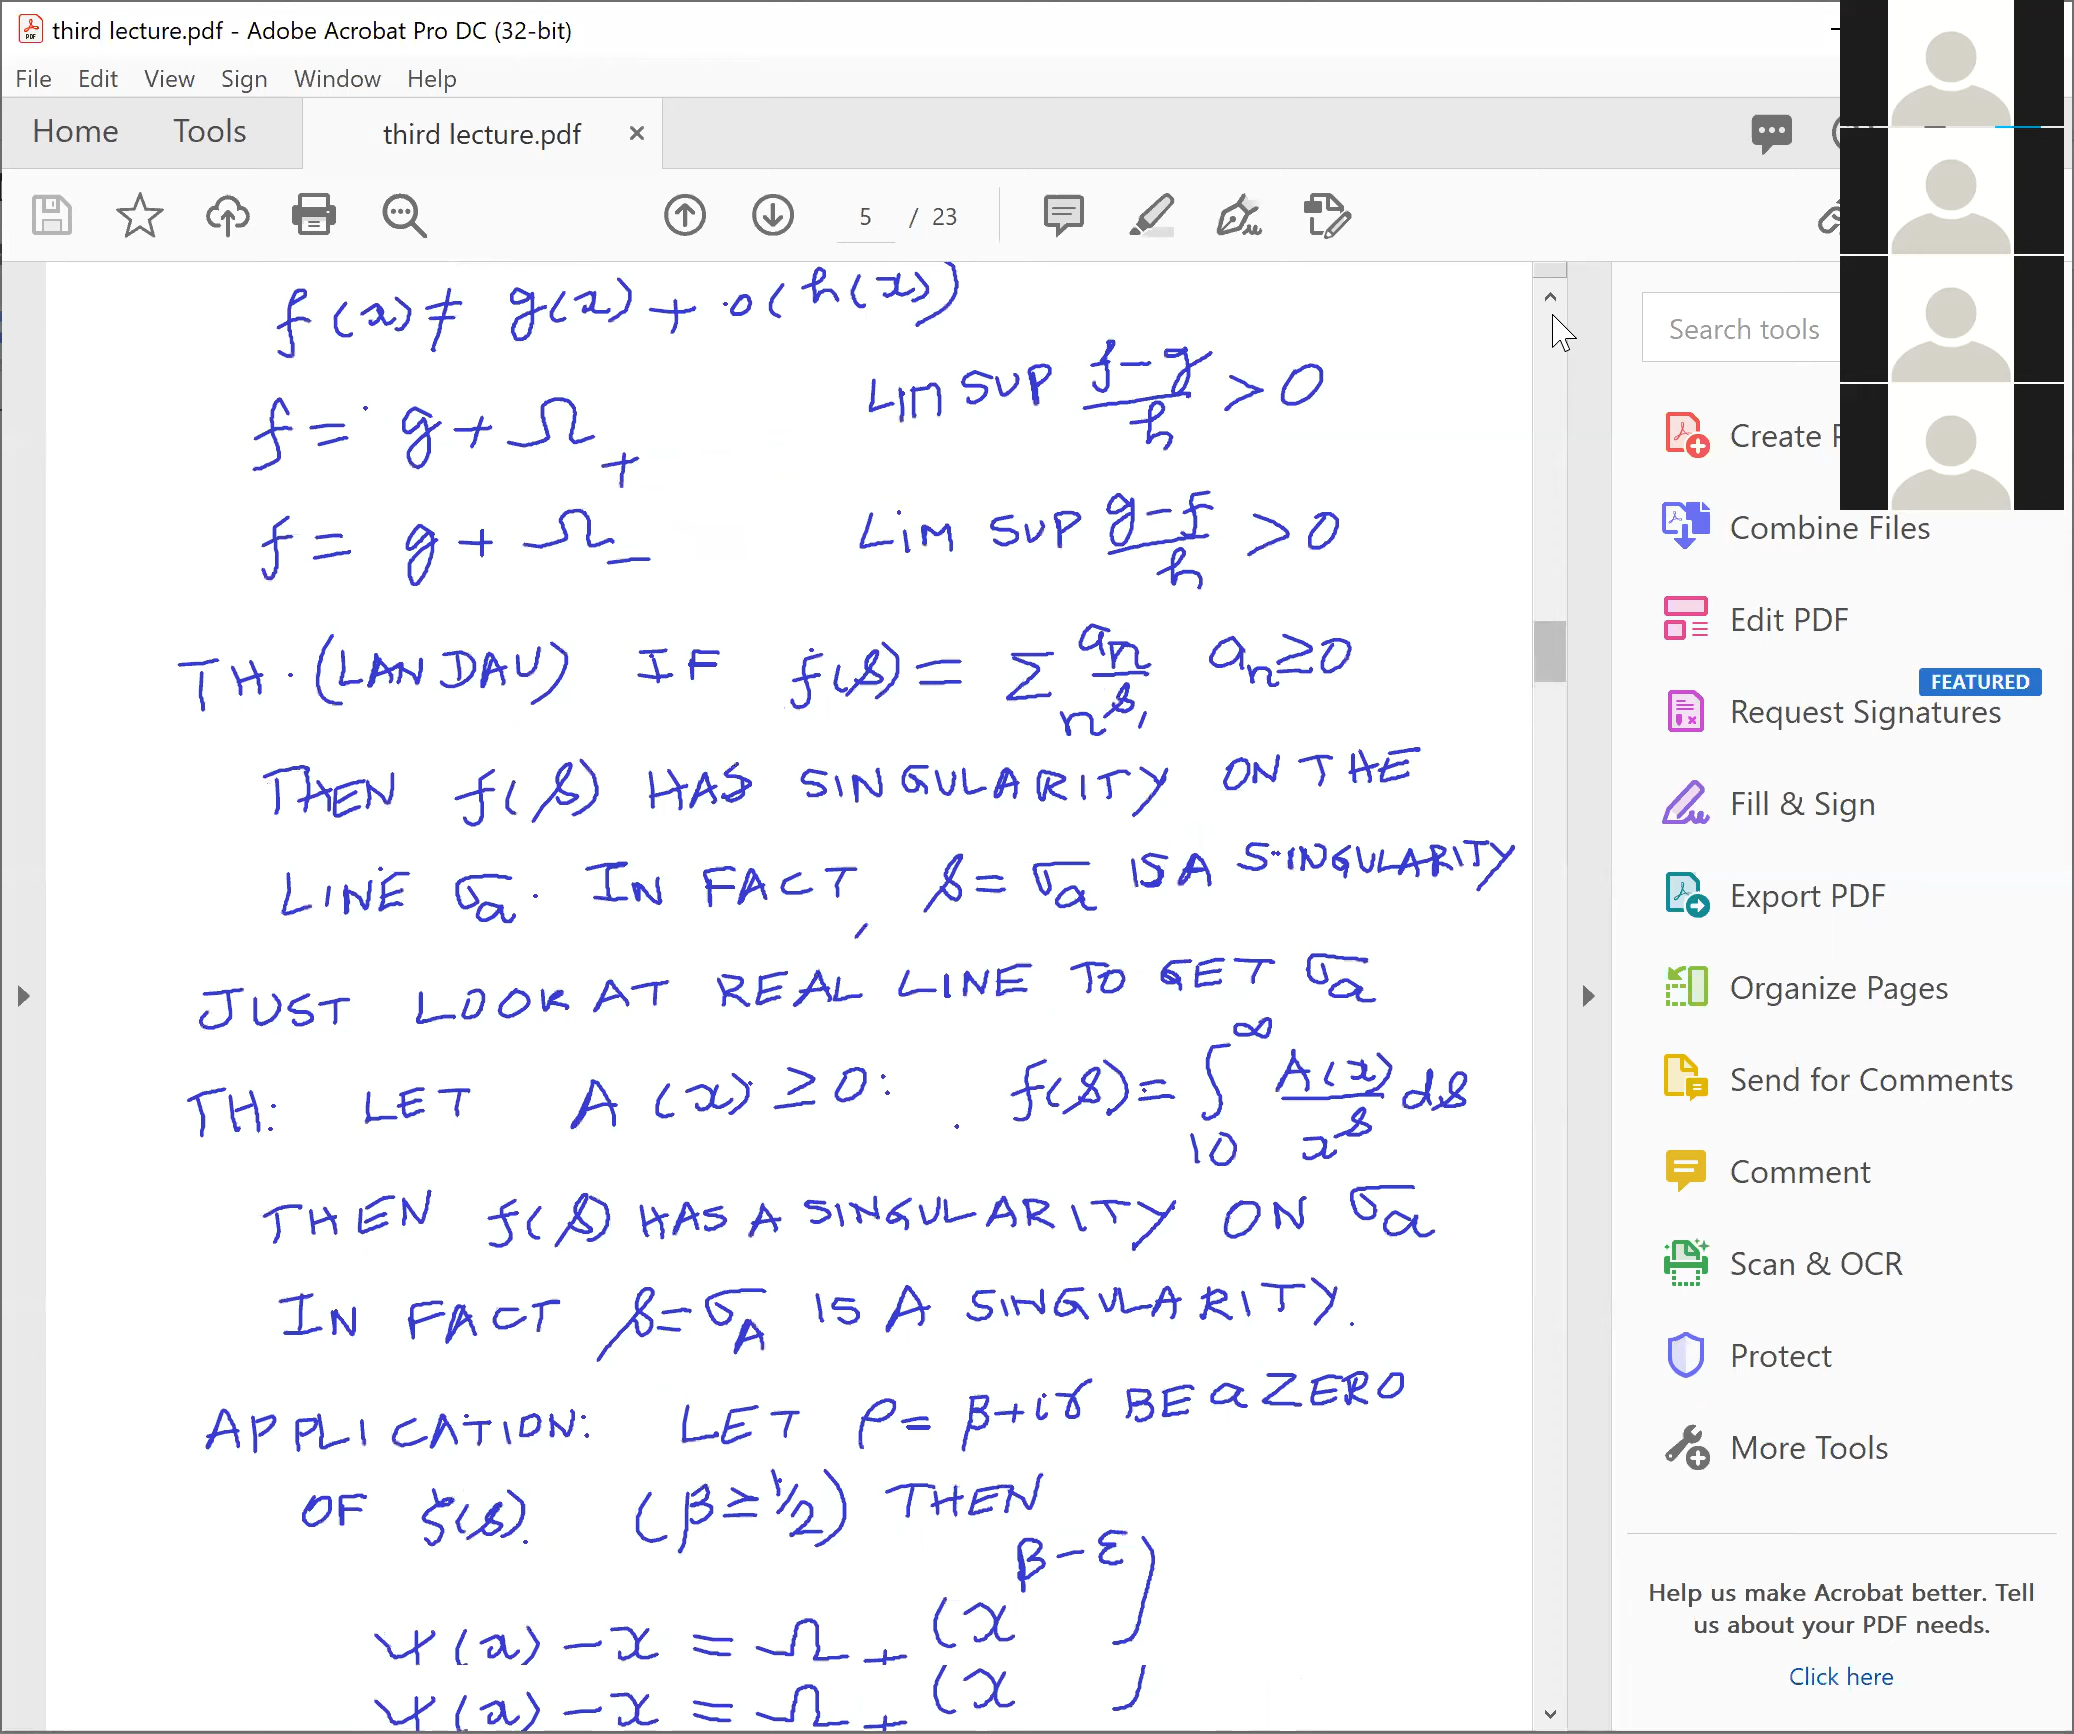 third lecture.pdf - Adobe Acrobat Pro DC (32-bit)
File Edit View Sign Window Help
Home Tools third lecture.pdf ×
5 / 23
f(x) ≠ g(x) + o(h(x))
f = g + Ω₊ LIM SUP (f-g)/h > 0
f = g + Ω₋ LIM SUP (g-f)/h > 0
TH. (LANDAU) IF f(s) = Σ aₙ/nˢ, aₙ ≥ 0
THEN f(s) HAS SINGULARITY ON THE
LINE σₐ. IN FACT, s = σₐ IS A SINGULARITY
JUST LOOK AT REAL LINE TO GET σₐ
TH: LET A(x) ≥ 0: f(s) = ∫₁₀^∞ A(x)/xˢ ds
THEN f(s) HAS A SINGULARITY ON σₐ
IN FACT s = σ_A IS A SINGULARITY.
APPLICATION: LET ρ = β+iγ BE A ZERO
OF ζ(s). (β ≥ 1/2) THEN
ψ(x) - x = Ω± (x^(β-ε))
ψ(x) - x = Ω± (x )
Search tools
Create P
Combine Files
Edit PDF
FEATURED
Request Signatures
Fill & Sign
Export PDF
Organize Pages
Send for Comments
Comment
Scan & OCR
Protect
More Tools
Help us make Acrobat better. Tell
us about your PDF needs.
Click here